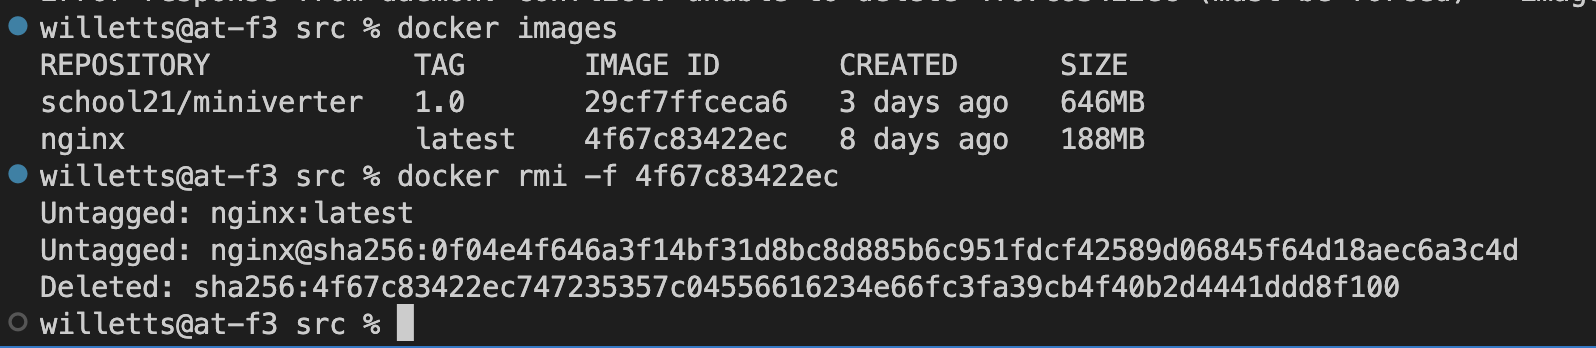 willetts@at-f3 src % docker images
REPOSITORY TAG IMAGE ID CREATED SIZE
school21/miniverter 1.0 29cf7ffceca6 3 days ago 646MB
nginx latest 4f67c83422ec 8 days ago 188MB
willetts@at-f3 src % docker rmi -f 4f67c83422ec
Untagged: nginx:latest
Untagged: nginx@sha256:0f04e4f646a3f14bf31d8bc8d885b6c951fdcf42589d06845f64d18aec6a3c4d
Deleted: sha256:4f67c83422ec747235357c04556616234e66fc3fa39cb4f40b2d4441ddd8f100
willetts@at-f3 src %